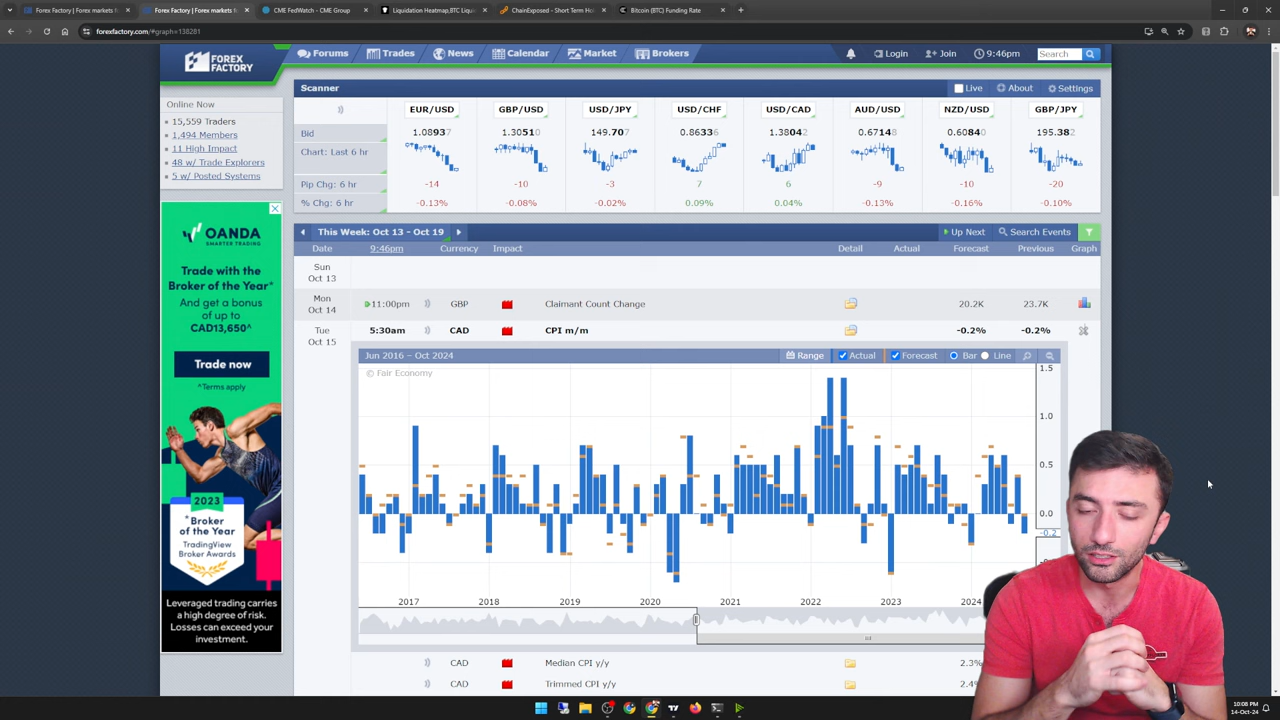 Forex Factory | Forex markets f
Forex Factory | Forex markets f
CME FedWatch - CME Group
Liquidation Heatmap,BTC Liqui
ChainExposed - Short Term Ho
Bitcoin (BTC) Funding Rate
forexfactory.com/#graph=138281
FOREX
FACTORY
Forums
Trades
News
Calendar
Market
Brokers
Login
Join
9:46pm
Search
Online Now
15,559 Traders
1,494 Members
11 High Impact
48 w/ Trade Explorers
5 w/ Posted Systems
Scanner
Live
About
Settings
EUR/USD GBP/USD USD/JPY USD/CHF USD/CAD AUD/USD NZD/USD GBP/JPY
Bid 1.08937 1.30510 149.707 0.86336 1.38042 0.67148 0.60840 195.382
Chart: Last 6 hr
Pip Chg: 6 hr -14 -10 -3 7 6 -9 -10 -20
% Chg: 6 hr -0.13% -0.08% -0.02% 0.09% 0.04% -0.13% -0.16% -0.10%
OANDA
SMARTER TRADING
Trade with the
Broker of the Year*
And get a bonus
of up to
CAD13,650^
Trade now
^Terms apply
2023
*Broker
of the Year
TradingView
Broker Awards
Leveraged trading carries
a high degree of risk.
Losses can exceed your
investment.
This Week: Oct 13 - Oct 19
Up Next
Search Events
Date 9:46pm Currency Impact Detail Actual Forecast Previous Graph
Sun
Oct 13
Mon
Oct 14
11:00pm GBP Claimant Count Change 20.2K 23.7K
Tue
Oct 15
5:30am CAD CPI m/m -0.2% -0.2%
Jun 2016 – Oct 2024
Range
Actual
Forecast
Bar
Line
© Fair Economy
1.5
1.0
0.5
0.0
-0.2
2017 2018 2019 2020 2021 2022 2023 2024
CAD Median CPI y/y 2.3%
CAD Trimmed CPI y/y 2.4%
10:06 PM
14-Oct-24